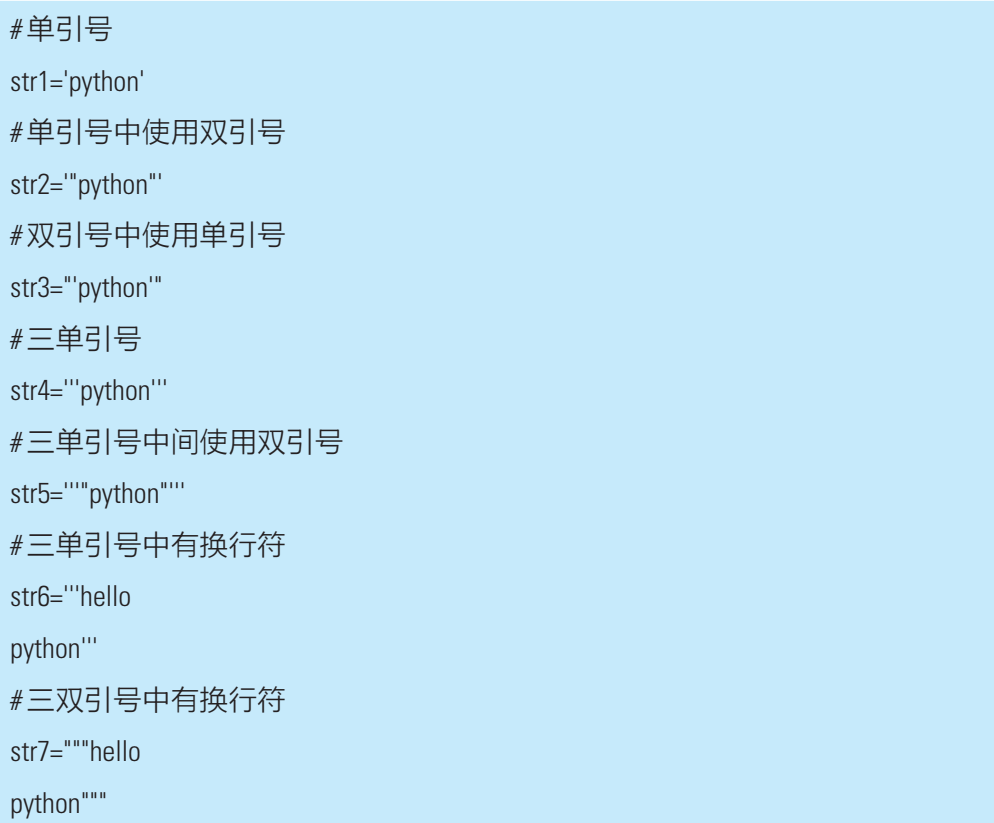 #单引号
str1='python'
#单引号中使用双引号
str2='"python"'
#双引号中使用单引号
str3="'python'"
#三单引号
str4='''python'''
#三单引号中间使用双引号
str5='''"python"'''
#三单引号中有换行符
str6='''hello
python'''
#三双引号中有换行符
str7="""hello
python"""